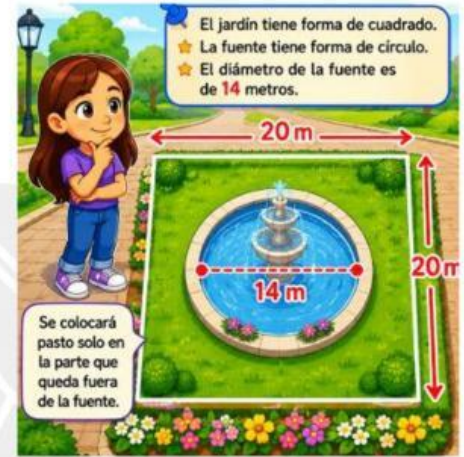 El jardín tiene forma de cuadrado.
La fuente tiene forma de círculo.
El diámetro de la fuente es
de 14 metros.
20 m
20 m
14 m
Se colocará
pasto solo en
la parte que
queda fuera
de la fuente.